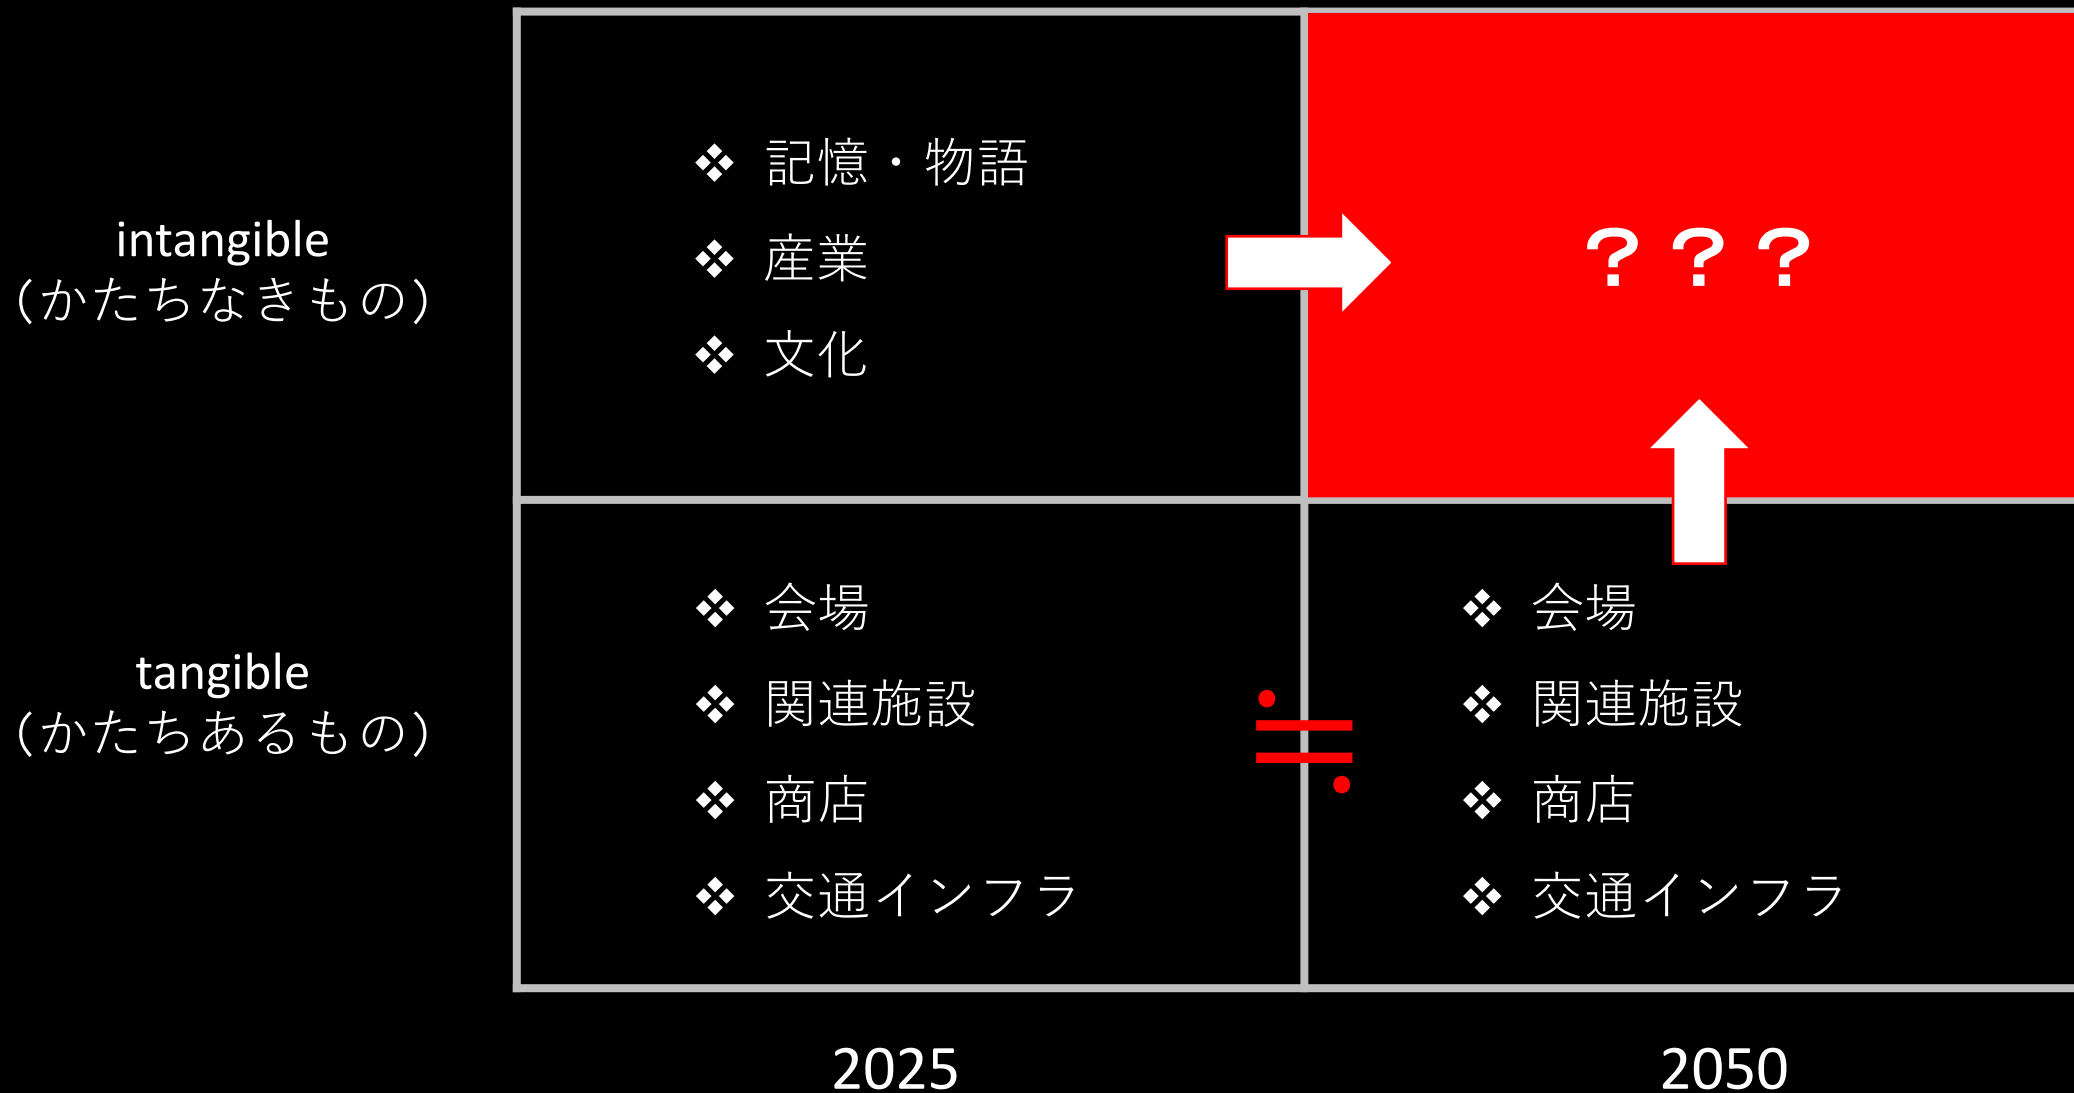 intangible
（かたちなきもの）
❖ 記憶・物語
❖ 産業
❖ 文化
？？？
tangible
（かたちあるもの）
❖ 会場
❖ 関連施設
❖ 商店
❖ 交通インフラ
≒
❖ 会場
❖ 関連施設
❖ 商店
❖ 交通インフラ
2025
2050